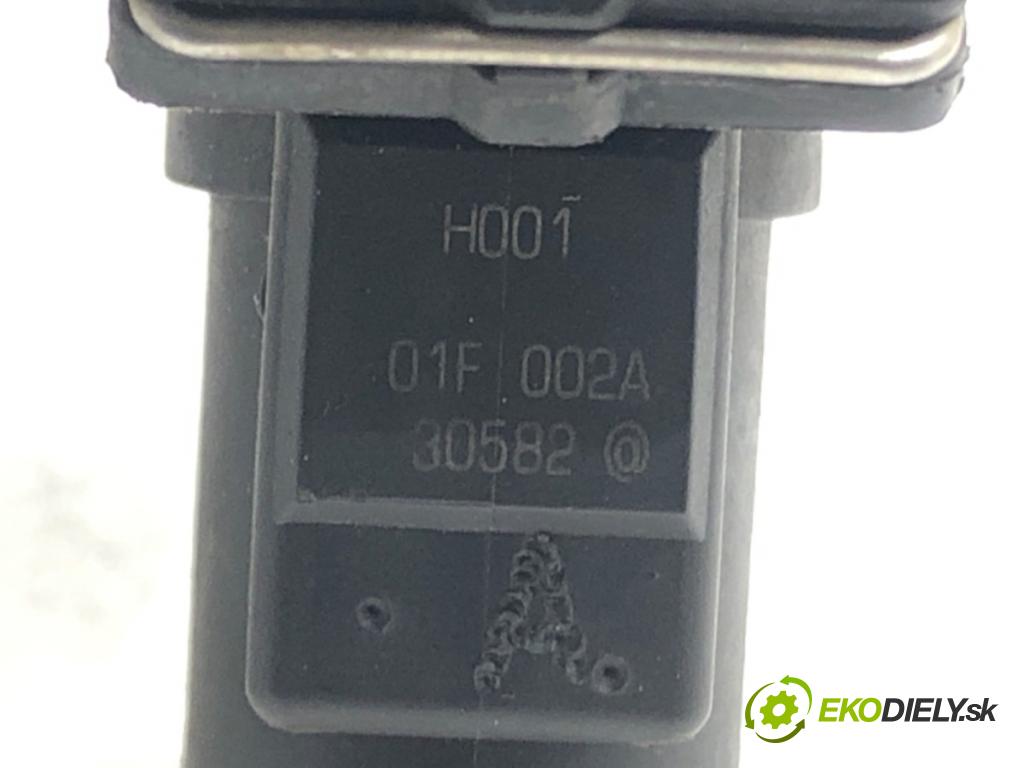 H001
01F 002A
30582 @
A
EKODIELY.sk